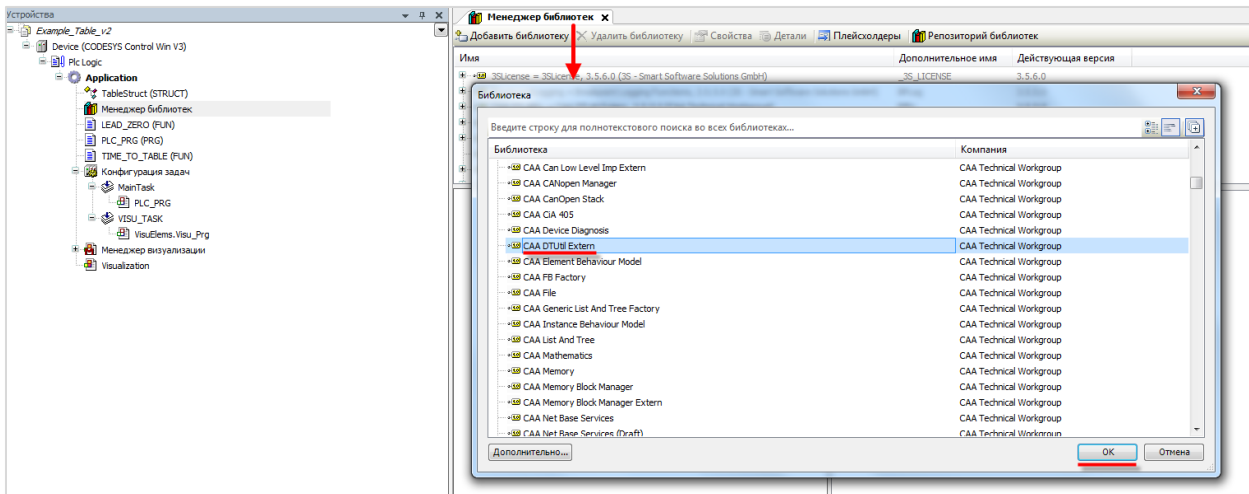 Устройства
Example_Table_v2
Device (CODESYS Control Win V3)
Plc Logic
Application
TableStruct (STRUCT)
Менеджер библиотек
LEAD_ZERO (FUN)
PLC_PRG (PRG)
TIME_TO_TABLE (FUN)
Конфигурация задач
MainTask
PLC_PRG
VISU_TASK
VisuElems.Visu_Prg
Менеджер визуализации
Visualization
Менеджер библиотек
Добавить библиотеку Удалить библиотеку Свойства Детали Плейсхолдеры Репозиторий библиотек
Имя Дополнительное имя Действующая версия
3SLicense = 3SLicense, 3.5.6.0 (3S - Smart Software Solutions GmbH) _3S_LICENSE 3.5.6.0
Библиотека
Введите строку для полнотекстового поиска во всех библиотеках...
Библиотека Компания
CAA Can Low Level Imp Extern CAA Technical Workgroup
CAA CANopen Manager CAA Technical Workgroup
CAA CanOpen Stack CAA Technical Workgroup
CAA CiA 405 CAA Technical Workgroup
CAA Device Diagnosis CAA Technical Workgroup
CAA DTUtil Extern CAA Technical Workgroup
CAA Element Behaviour Model CAA Technical Workgroup
CAA FB Factory CAA Technical Workgroup
CAA File CAA Technical Workgroup
CAA Generic List And Tree Factory CAA Technical Workgroup
CAA Instance Behaviour Model CAA Technical Workgroup
CAA List And Tree CAA Technical Workgroup
CAA Mathematics CAA Technical Workgroup
CAA Memory CAA Technical Workgroup
CAA Memory Block Manager CAA Technical Workgroup
CAA Memory Block Manager Extern CAA Technical Workgroup
CAA Net Base Services CAA Technical Workgroup
CAA Net Base Services (Draft) CAA Technical Workgroup
Дополнительно... OK Отмена